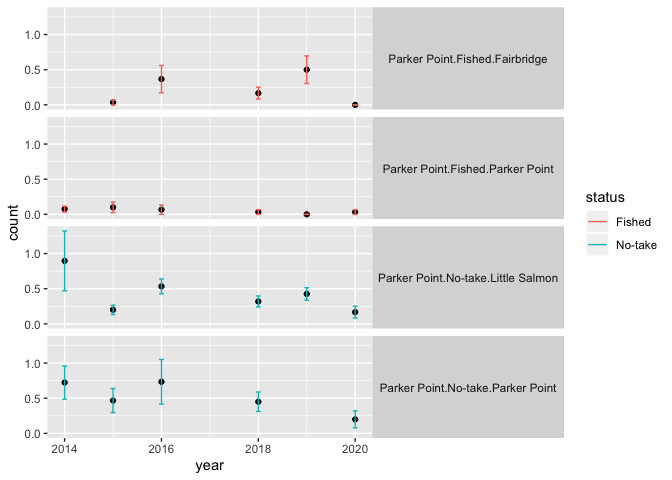 1.0
0.5
0.0
Parker Point.Fished.Fairbridge
1.0
0.5
0.0
Parker Point.Fished.Parker Point
1.0
0.5
0.0
Parker Point.No-take.Little Salmon
1.0
0.5
0.0
Parker Point.No-take.Parker Point
count
2014 2016 2018 2020
year
status
Fished
No-take